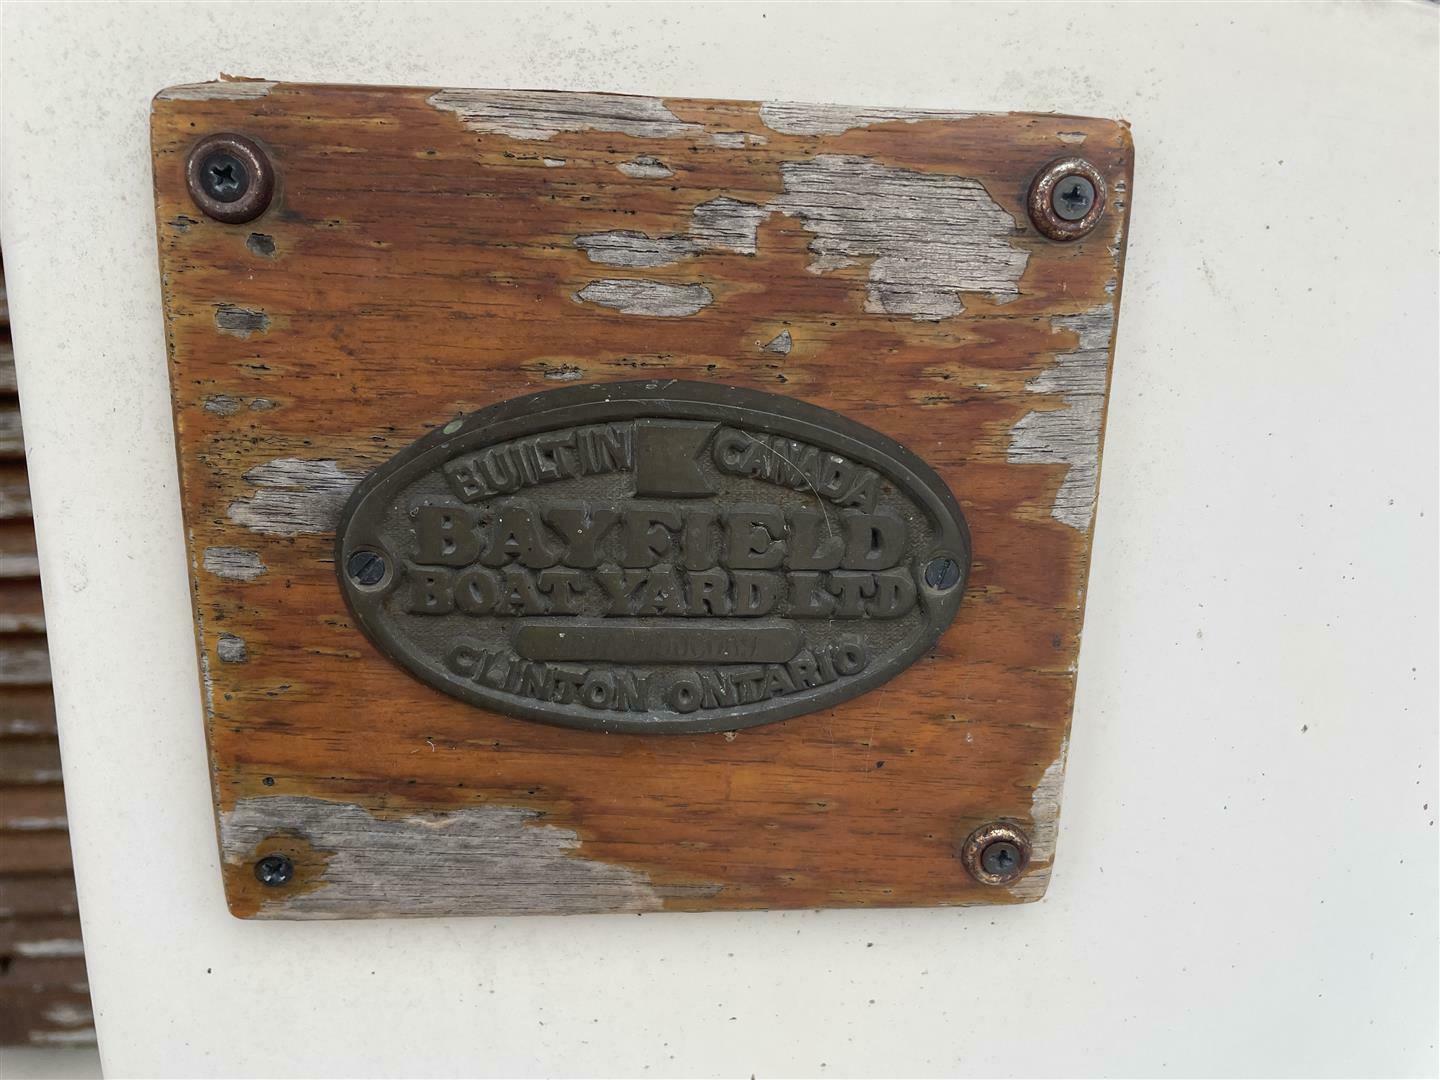 BUILT IN CANADA
BAYFIELD
BOAT YARD LTD
CLINTON ONTARIO